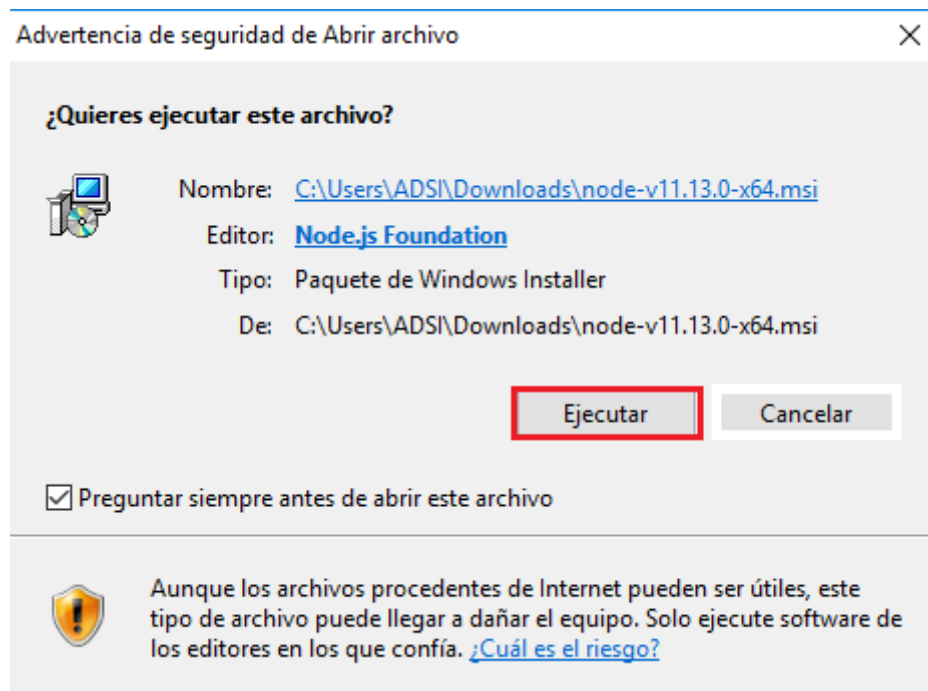 Advertencia de seguridad de Abrir archivo
¿Quieres ejecutar este archivo?
Nombre: C:\Users\ADSI\Downloads\node-v11.13.0-x64.msi
Editor: Node.js Foundation
Tipo: Paquete de Windows Installer
De: C:\Users\ADSI\Downloads\node-v11.13.0-x64.msi
Ejecutar Cancelar
Preguntar siempre antes de abrir este archivo
Aunque los archivos procedentes de Internet pueden ser útiles, este
tipo de archivo puede llegar a dañar el equipo. Solo ejecute software de
los editores en los que confía. ¿Cuál es el riesgo?